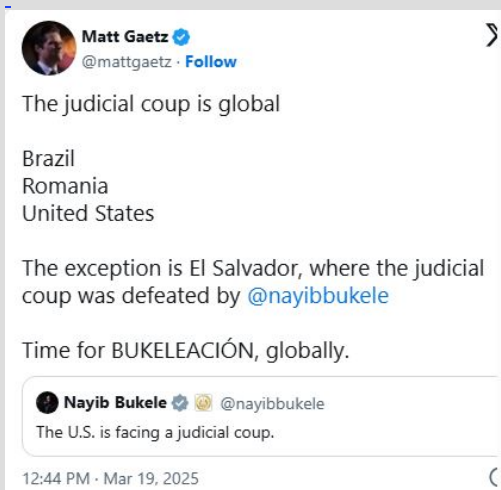 Matt Gaetz
@mattgaetz · Follow
The judicial coup is global
Brazil
Romania
United States
The exception is El Salvador, where the judicial
coup was defeated by @nayibbukele
Time for BUKELEACIÓN, globally.
Nayib Bukele @nayibbukele
The U.S. is facing a judicial coup.
12:44 PM · Mar 19, 2025